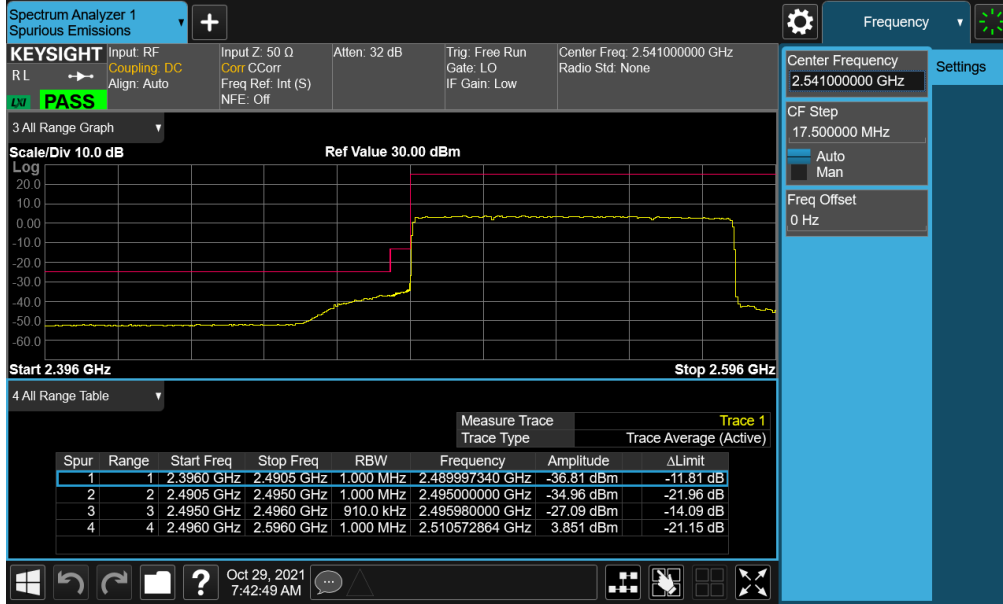 Spectrum Analyzer 1
Spurious Emissions
Frequency
KEYSIGHT
RL
LXI
PASS
Input: RF
Coupling: DC
Align: Auto
Input Z: 50 Ω
Corr CCorr
Freq Ref: Int (S)
NFE: Off
Atten: 32 dB
Trig: Free Run
Gate: LO
IF Gain: Low
Center Freq: 2.541000000 GHz
Radio Std: None
3 All Range Graph
Scale/Div 10.0 dB
Ref Value 30.00 dBm
Log
20.0
10.0
0.00
-10.0
-20.0
-30.0
-40.0
-50.0
-60.0
Start 2.396 GHz
Stop 2.596 GHz
4 All Range Table
Measure Trace Trace 1
Trace Type Trace Average (Active)
Spur Range Start Freq Stop Freq RBW Frequency Amplitude ΔLimit
1 1 2.3960 GHz 2.4905 GHz 1.000 MHz 2.489997340 GHz -36.81 dBm -11.81 dB
2 2 2.4905 GHz 2.4950 GHz 1.000 MHz 2.495000000 GHz -34.96 dBm -21.96 dB
3 3 2.4950 GHz 2.4960 GHz 910.0 kHz 2.495980000 GHz -27.09 dBm -14.09 dB
4 4 2.4960 GHz 2.5960 GHz 1.000 MHz 2.510572864 GHz 3.851 dBm -21.15 dB
Center Frequency
2.541000000 GHz
Settings
CF Step
17.500000 MHz
Auto
Man
Freq Offset
0 Hz
?
Oct 29, 2021
7:42:49 AM